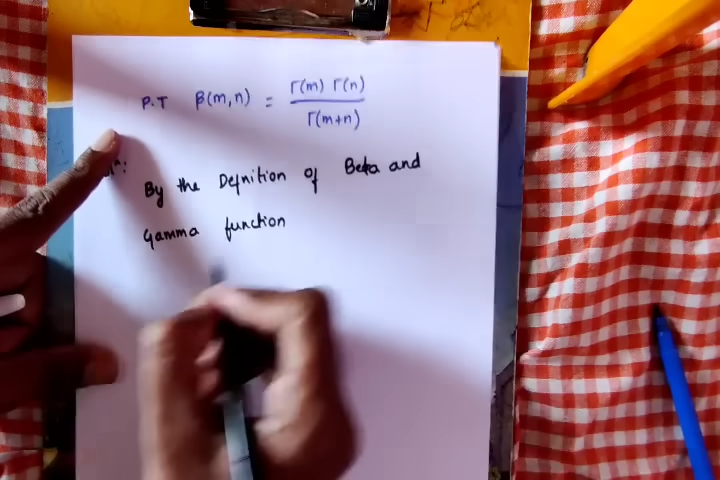 P.T β(m,n) = Γ(m) Γ(n) / Γ(m+n)
By the Definition of Beta and
Gamma function